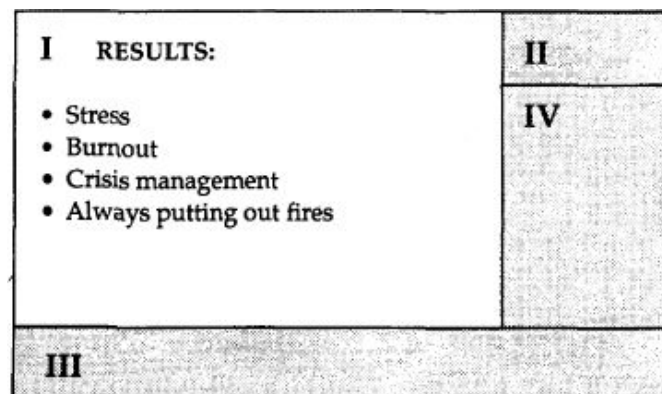 I RESULTS:
• Stress
• Burnout
• Crisis management
• Always putting out fires
II
IV
III